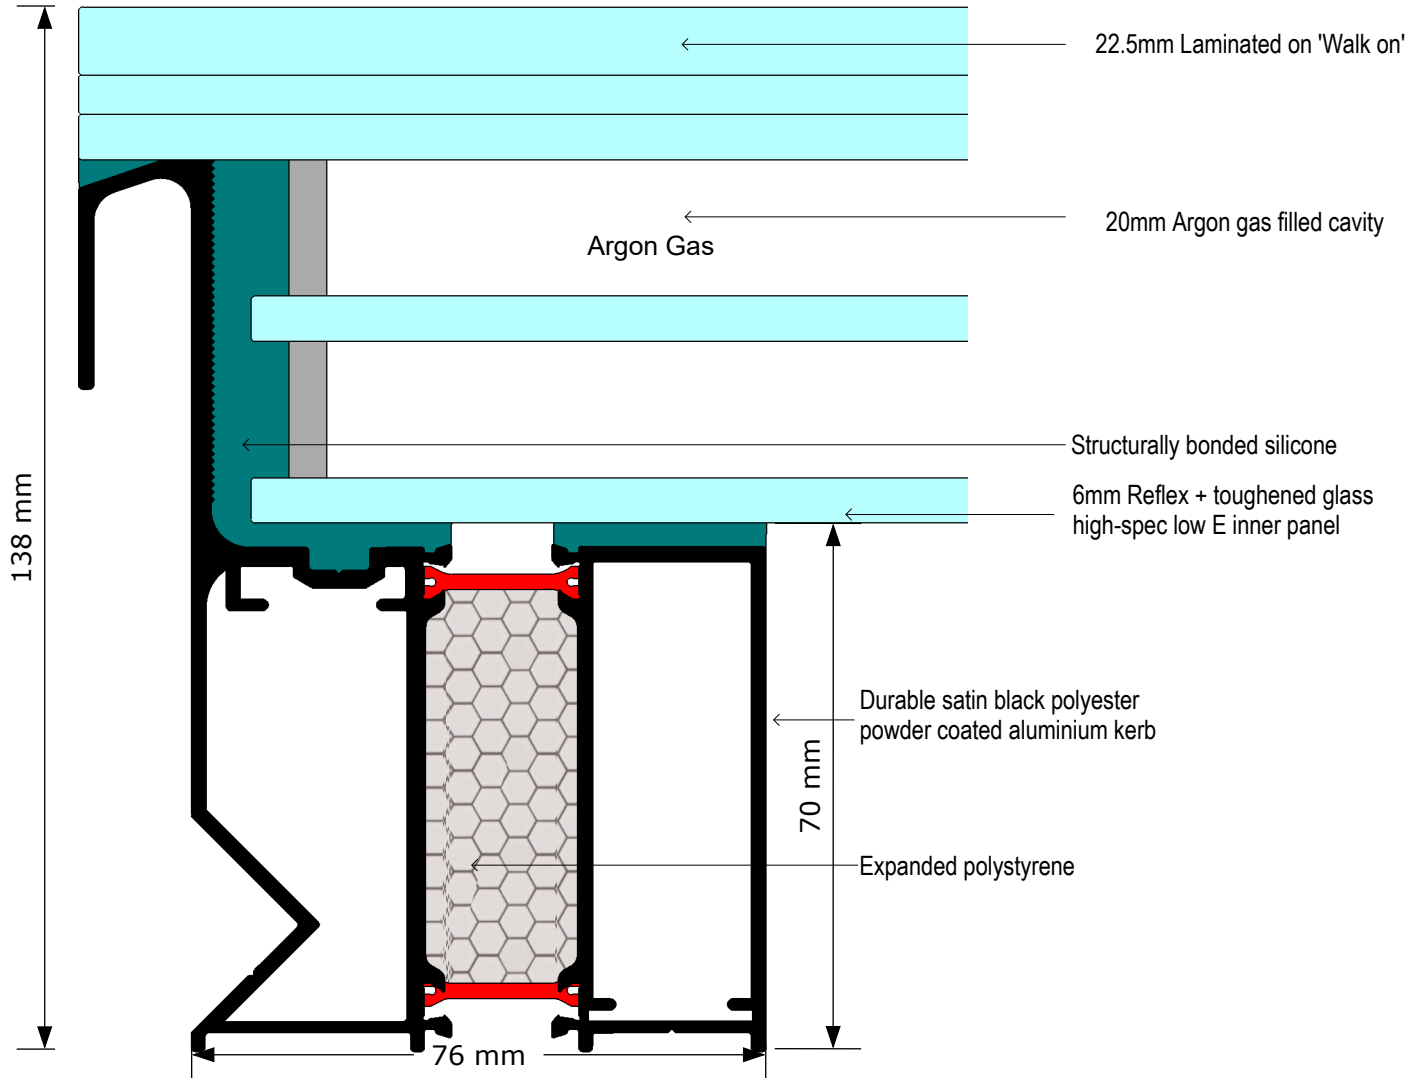 22.5mm Laminated on 'Walk on'
20mm Argon gas filled cavity
Argon Gas
Structurally bonded silicone
6mm Reflex + toughened glass
high-spec low E inner panel
138 mm
Durable satin black polyester
powder coated aluminium kerb
70 mm
Expanded polystyrene
76 mm